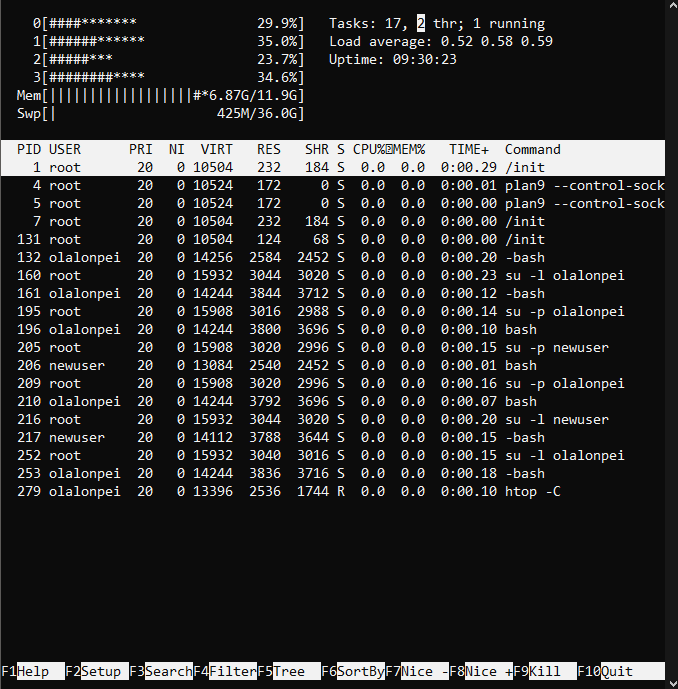 0[####******* 29.9%] Tasks: 17, 2 thr; 1 running
1[######****** 35.0%] Load average: 0.52 0.58 0.59
2[#####*** 23.7%] Uptime: 09:30:23
3[########**** 34.6%]
Mem[||||||||||||||||||#*6.87G/11.9G]
Swp[| 425M/36.0G]
PID USER PRI NI VIRT RES SHR S CPU% MEM% TIME+ Command
1 root 20 0 10504 232 184 S 0.0 0.0 0:00.29 /init
4 root 20 0 10524 172 0 S 0.0 0.0 0:00.01 plan9 --control-sock
5 root 20 0 10524 172 0 S 0.0 0.0 0:00.00 plan9 --control-sock
7 root 20 0 10504 232 184 S 0.0 0.0 0:00.00 /init
131 root 20 0 10504 124 68 S 0.0 0.0 0:00.00 /init
132 olalonpei 20 0 14256 2584 2452 S 0.0 0.0 0:00.20 -bash
160 root 20 0 15932 3044 3020 S 0.0 0.0 0:00.23 su -l olalonpei
161 olalonpei 20 0 14244 3844 3712 S 0.0 0.0 0:00.12 -bash
195 root 20 0 15908 3016 2988 S 0.0 0.0 0:00.14 su -p olalonpei
196 olalonpei 20 0 14244 3800 3696 S 0.0 0.0 0:00.10 bash
205 root 20 0 15908 3020 2996 S 0.0 0.0 0:00.15 su -p newuser
206 newuser 20 0 13084 2540 2452 S 0.0 0.0 0:00.01 bash
209 root 20 0 15908 3020 2996 S 0.0 0.0 0:00.16 su -p olalonpei
210 olalonpei 20 0 14244 3792 3696 S 0.0 0.0 0:00.07 bash
216 root 20 0 15932 3044 3020 S 0.0 0.0 0:00.20 su -l newuser
217 newuser 20 0 14112 3788 3644 S 0.0 0.0 0:00.15 -bash
252 root 20 0 15932 3040 3016 S 0.0 0.0 0:00.15 su -l olalonpei
253 olalonpei 20 0 14244 3836 3716 S 0.0 0.0 0:00.18 -bash
279 olalonpei 20 0 13396 2536 1744 R 0.0 0.0 0:00.10 htop -C
F1Help F2Setup F3SearchF4FilterF5Tree F6SortByF7Nice -F8Nice +F9Kill F10Quit